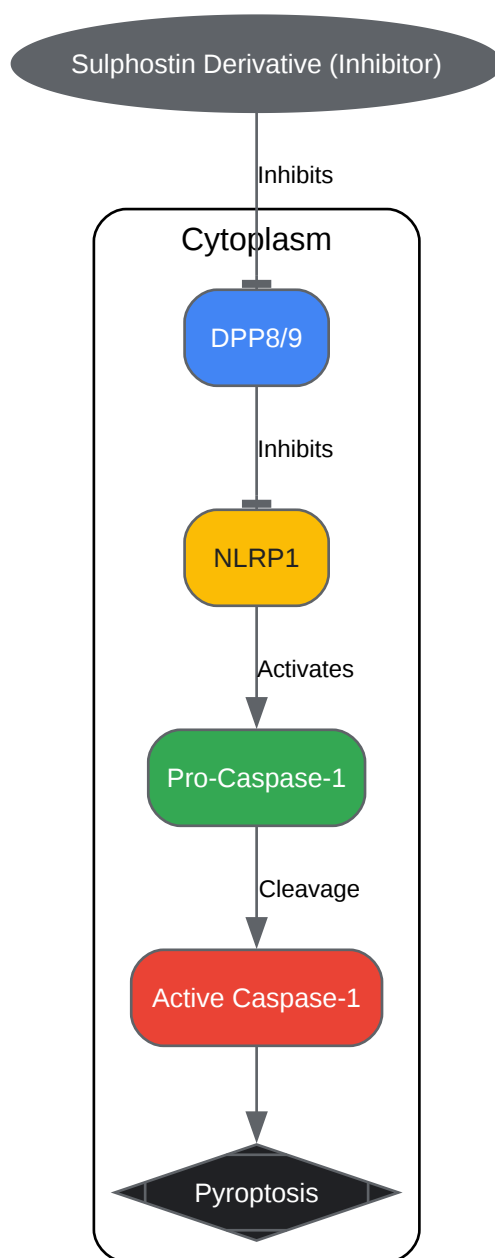 Sulphostin Derivative (Inhibitor)
Inhibits
Cytoplasm
DPP8/9
Inhibits
NLRP1
Activates
Pro-Caspase-1
Cleavage
Active Caspase-1
Pyroptosis